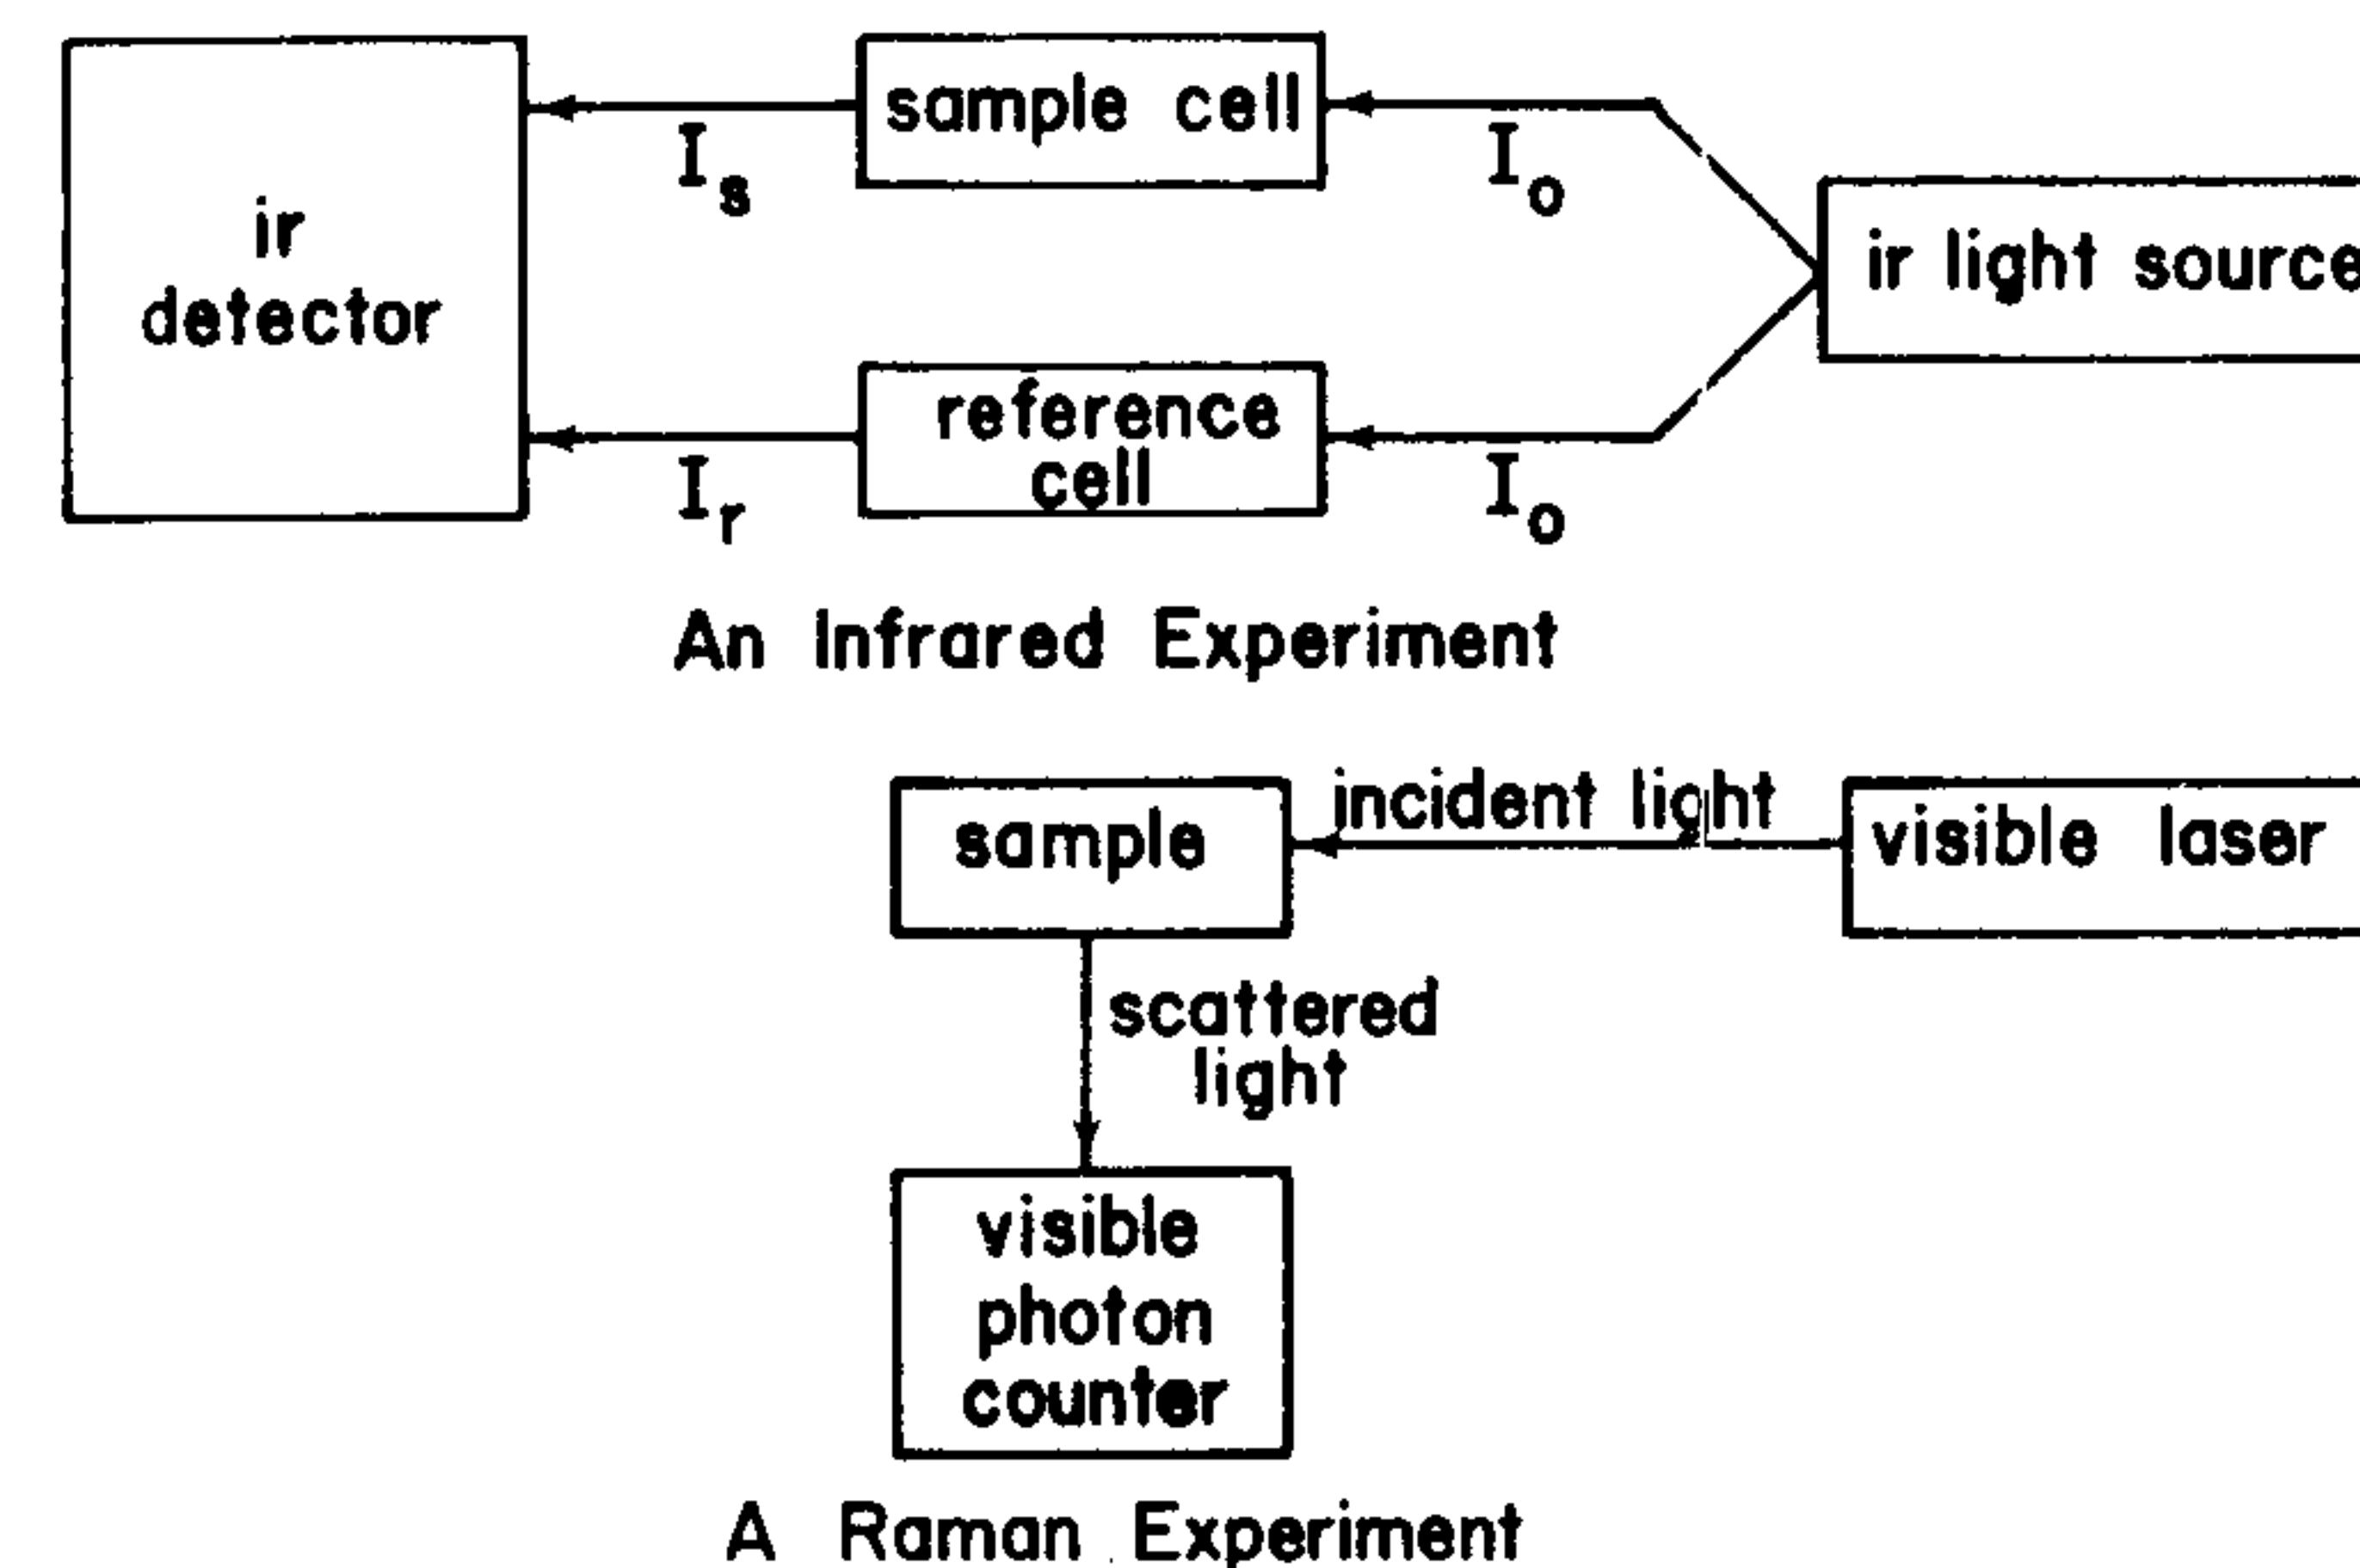 sample cell
I_s
I_o
ir
detector
ir light source
reference
cell
I_r
I_o
An Infrared Experiment
sample
incident light
visible laser
scattered
light
visible
photon
counter
A Raman Experiment